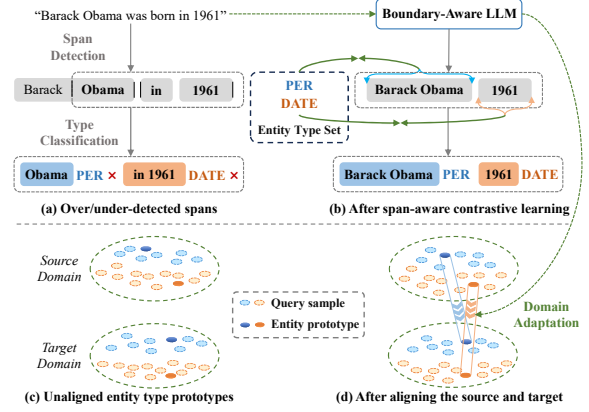 “Barack Obama was born in 1961”
Boundary-Aware LLM
Span
Detection
Barack Obama in 1961
PER
DATE
Entity Type Set
Barack Obama 1961
Type
Classification
Obama PER × in 1961 DATE ×
Barack Obama PER 1961 DATE
(a) Over/under-detected spans
(b) After span-aware contrastive learning
Source
Domain
Query sample
Entity prototype
Domain
Adaptation
Target
Domain
(c) Unaligned entity type prototypes
(d) After aligning the source and target